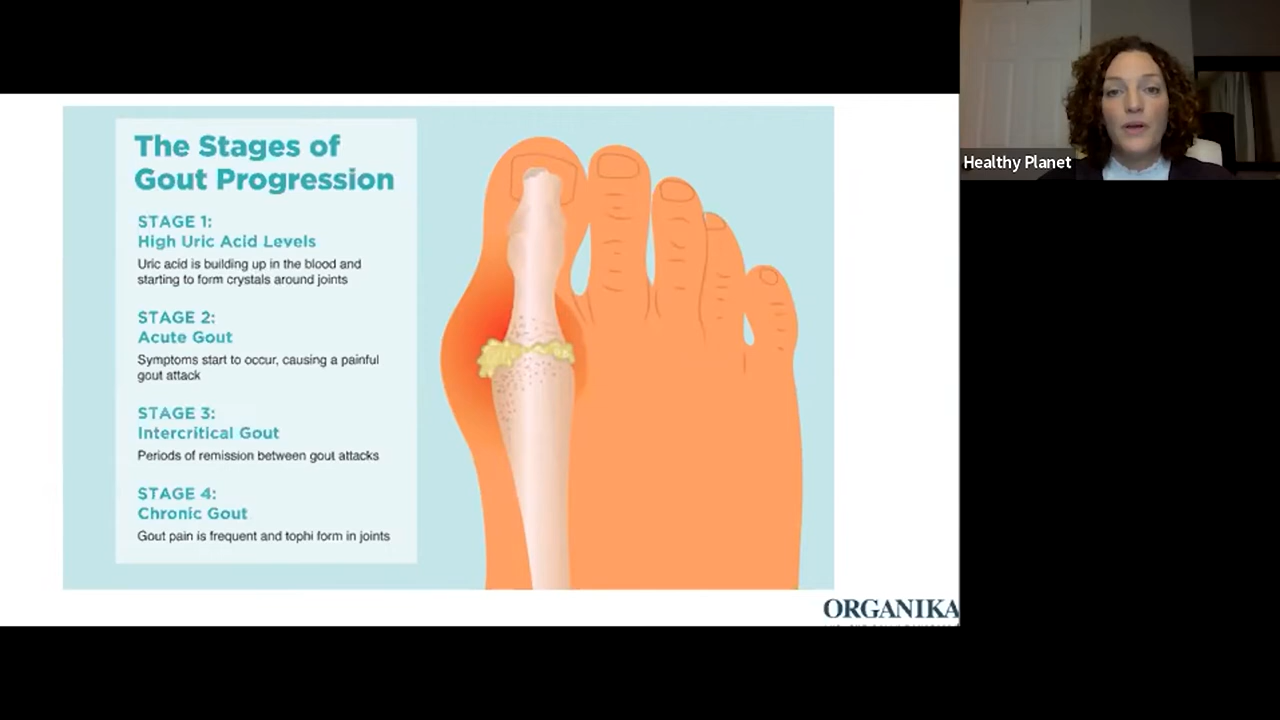 The Stages of
Gout Progression
STAGE 1:
High Uric Acid Levels
Uric acid is building up in the blood and
starting to form crystals around joints
STAGE 2:
Acute Gout
Symptoms start to occur, causing a painful
gout attack
STAGE 3:
Intercritical Gout
Periods of remission between gout attacks
STAGE 4:
Chronic Gout
Gout pain is frequent and tophi form in joints
ORGANIKA
Healthy Planet